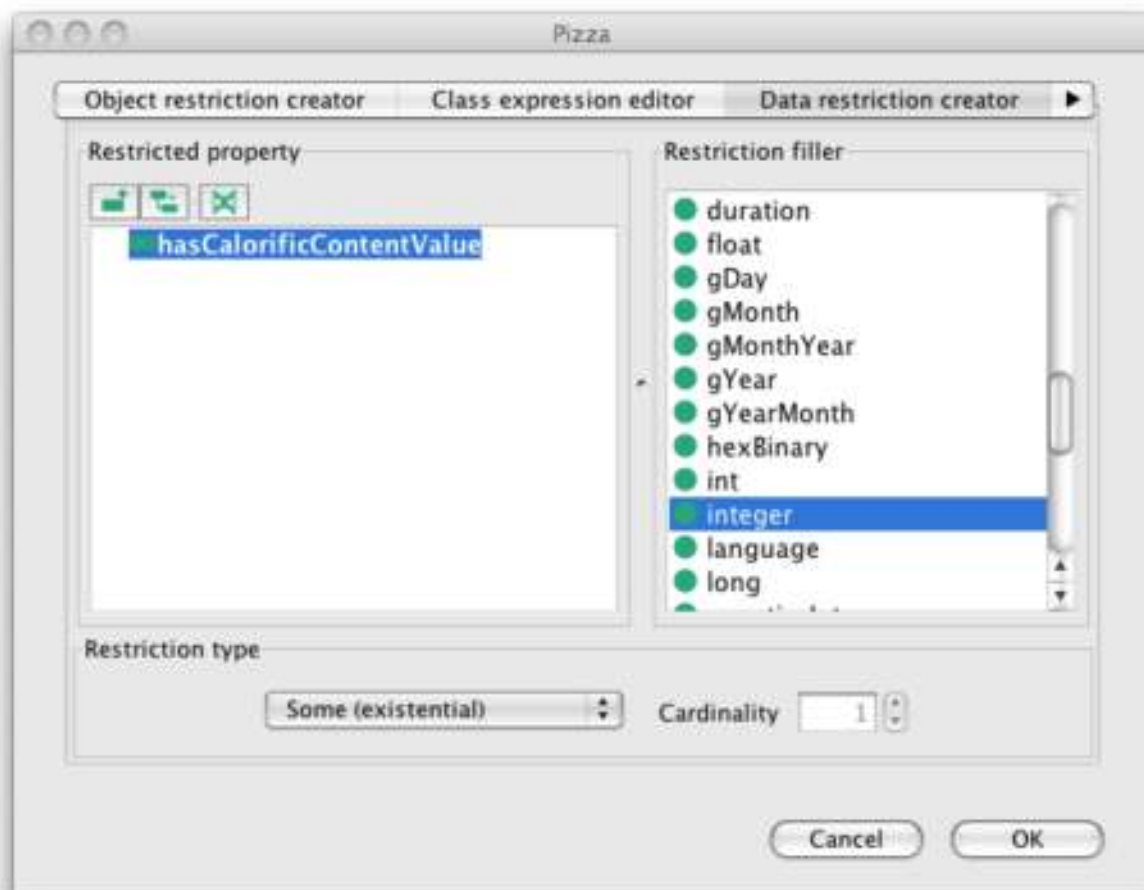 Pizza
Object restriction creator
Class expression editor
Data restriction creator
Restricted property
hasCalorificContentValue
Restriction filler
duration
float
gDay
gMonth
gMonthYear
gYear
gYearMonth
hexBinary
int
integer
language
long
Restriction type
Some (existential)
Cardinality
1
Cancel
OK